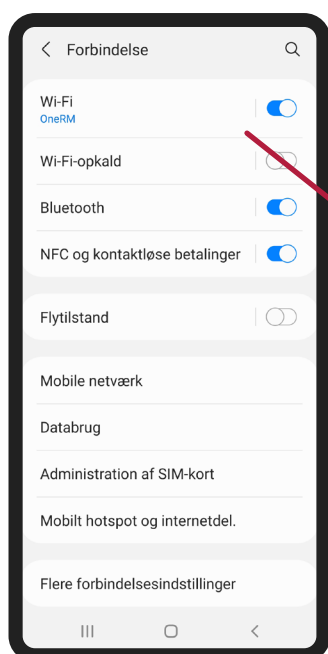 Forbindelse
Wi-Fi
OneRM
Wi-Fi-opkald
Bluetooth
NFC og kontaktløse betalinger
Flytilstand
Mobile netværk
Databrug
Administration af SIM-kort
Mobilt hotspot og internetdel.
Flere forbindelsesindstillinger